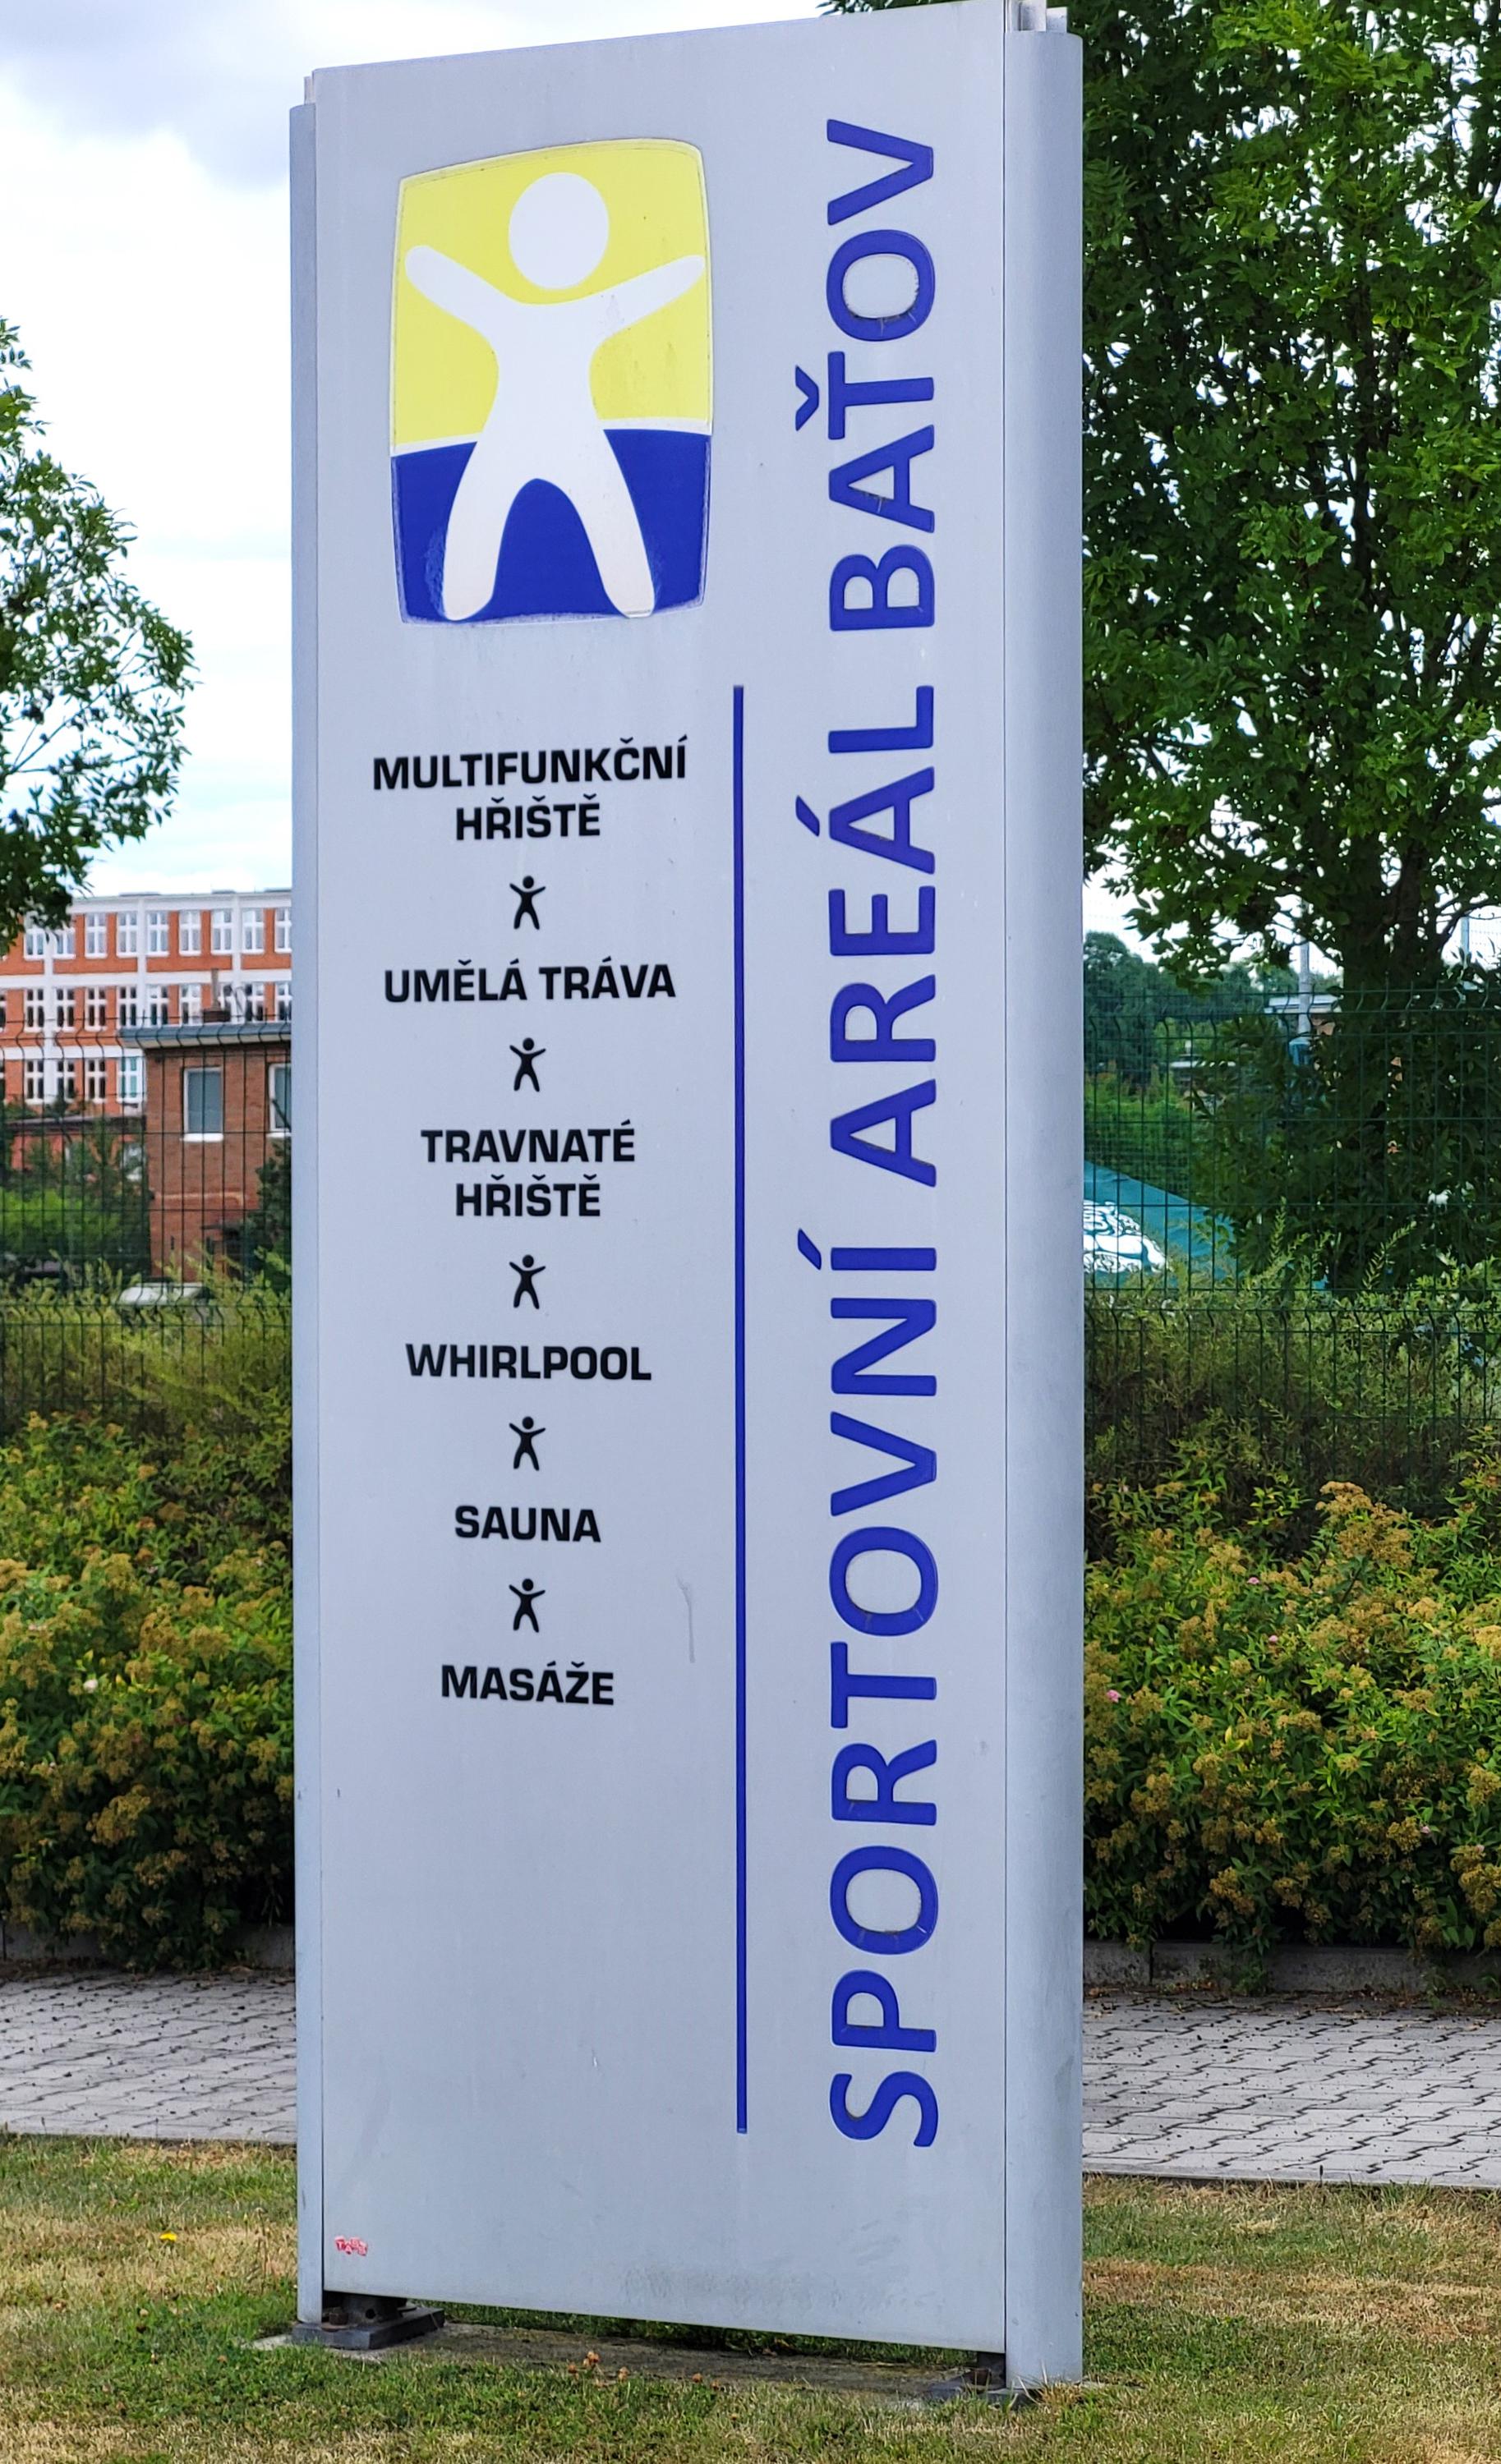 SPORTOVNÍ AREÁL BAŤOV
MULTIFUNKČNÍ
HŘIŠTĚ
UMĚLÁ TRÁVA
TRAVNATÉ
HŘIŠTĚ
WHIRLPOOL
SAUNA
MASÁŽE